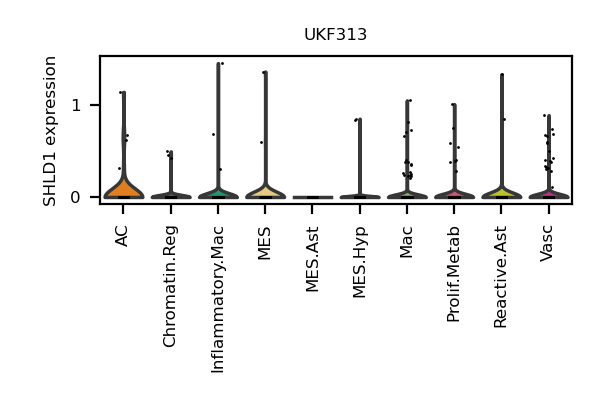 UKF313
SHLD1 expression
1
0
AC
Chromatin.Reg
Inflammatory.Mac
MES
MES.Ast
MES.Hyp
Mac
Prolif.Metab
Reactive.Ast
Vasc